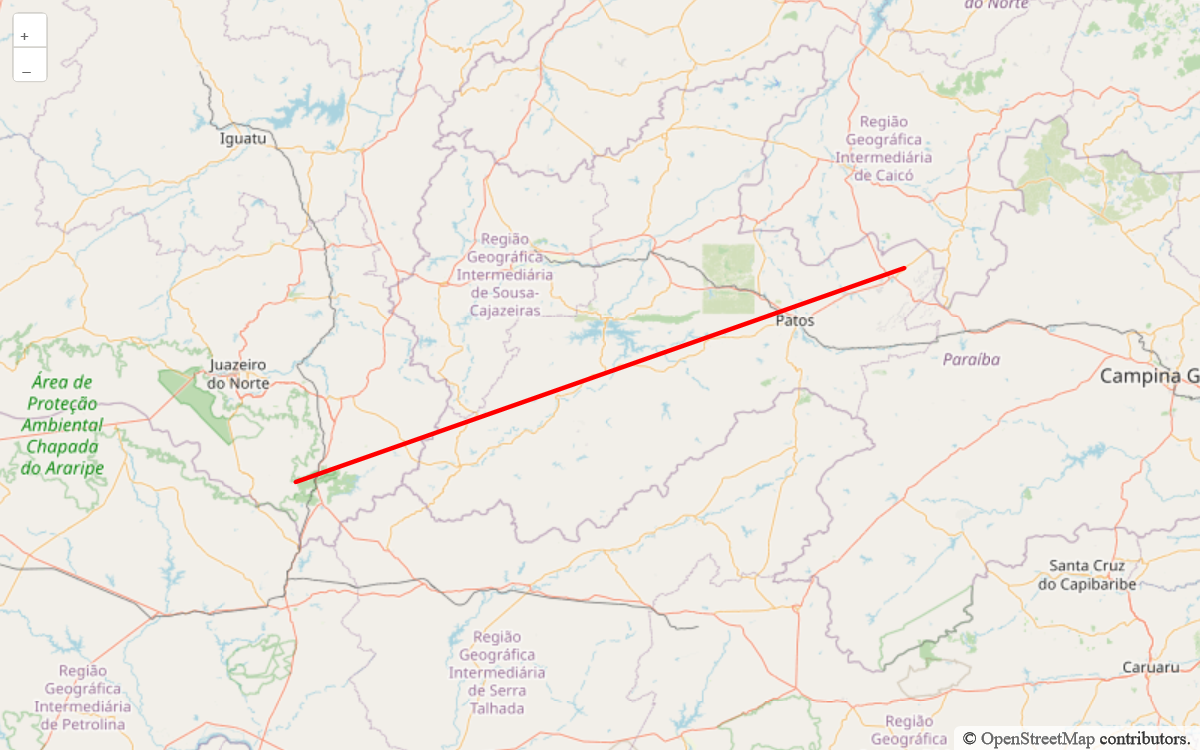 +
–
do Norte
Iguatu
Região
Geográfica
Intermediária
de Caicó
Região
Geográfica
Intermediária
de Sousa-
Cajazeiras
Patos
Paraíba
Juazeiro
do Norte
Campina G
Área de
Proteção
Ambiental
Chapada
do Araripe
Santa Cruz
do Capibaribe
Região
Geográfica
Intermediária
de Serra
Talhada
Região
Geográfica
Intermediária
de Petrolina
Caruaru
Região
Geográfica
© OpenStreetMap contributors.